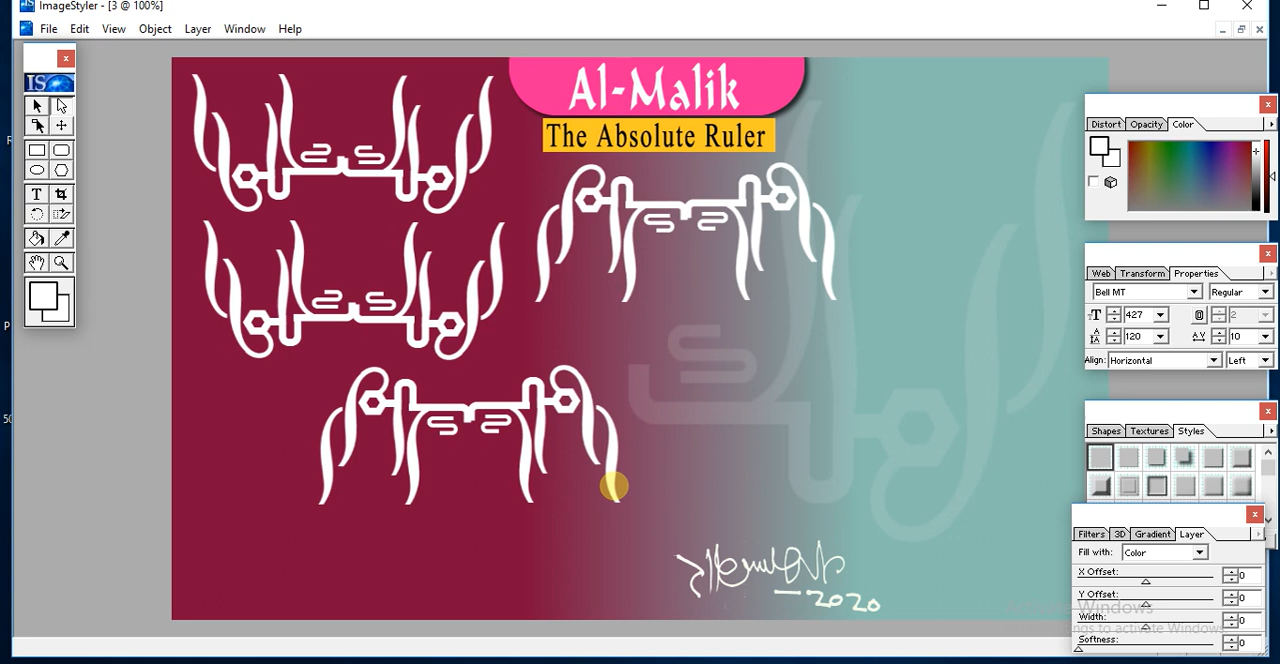 ImageStyler - [3 @ 100%]
File Edit View Object Layer Window Help
IS
T
Al-Malik
The Absolute Ruler
الملك
2020
Distort Opacity Color
Web Transform Properties
Bell MT Regular
427 2
120 10
Align: Horizontal Left
Shapes Textures Styles
Filters 3D Gradient Layer
Fill with: Color
X Offset: 0
Y Offset: 0
Width: 0
Softness: 0